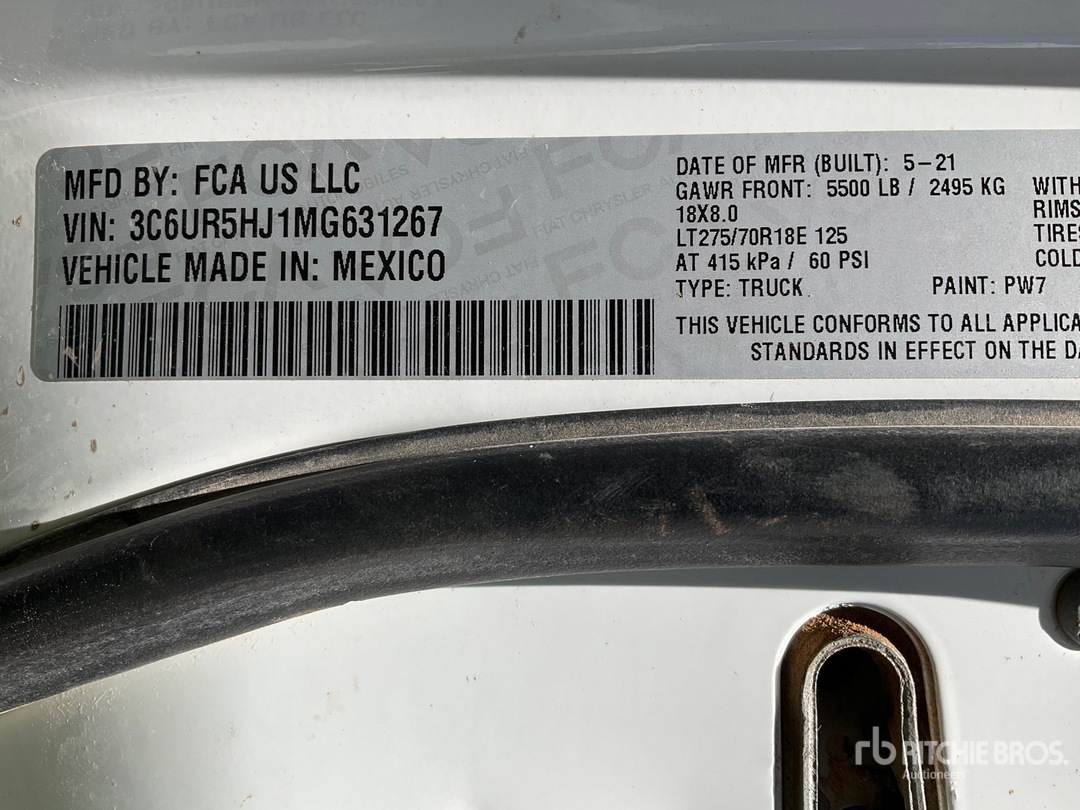 MFD BY: FCA US LLC
VIN: 3C6UR5HJ1MG631267
VEHICLE MADE IN: MEXICO
DATE OF MFR (BUILT): 5-21
GAWR FRONT: 5500 LB / 2495 KG WITH
18X8.0 RIMS
LT275/70R18E 125 TIRES
AT 415 kPa / 60 PSI COLD
TYPE: TRUCK PAINT: PW7
THIS VEHICLE CONFORMS TO ALL APPLICA
STANDARDS IN EFFECT ON THE DA
rb RITCHIE BROS.
Auctioneers